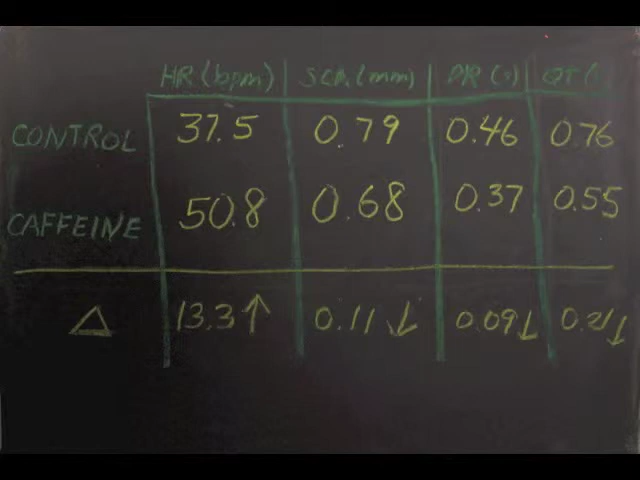 HR (bpm) (mm) PR (s) QT (
CONTROL 37.5 0.79 0.46 0.76
CAFFEINE 50.8 0.68 0.37 0.55
Δ 13.3↑ 0.11↓ 0.09↓ 0.21↓